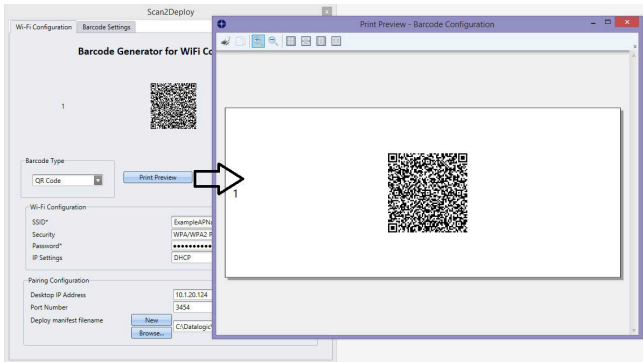 Scan2Deploy
x
Wi-Fi Configuration Barcode Settings
Barcode Generator for WiFi Co
1
Barcode Type
QR Code
Print Preview
Wi-Fi Configuration
SSID*
Security
WPA/WPA2 P
Password*
••••••••••
IP Settings
DHCP
Pairing Configuration
Desktop IP Address
10.1.20.124
Port Number
3454
Deploy manifest filename
New
Browse...
C:\Datalogic
Print Preview - Barcode Configuration
1